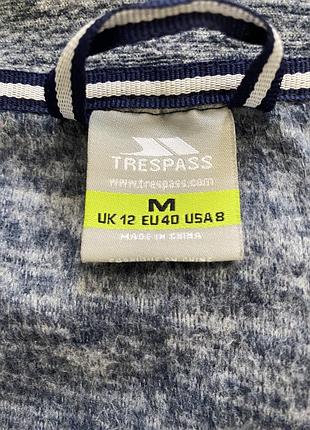 TRESPASS
www.trespass.com
M
UK 12 EU 40 USA 8
MADE IN CHINA